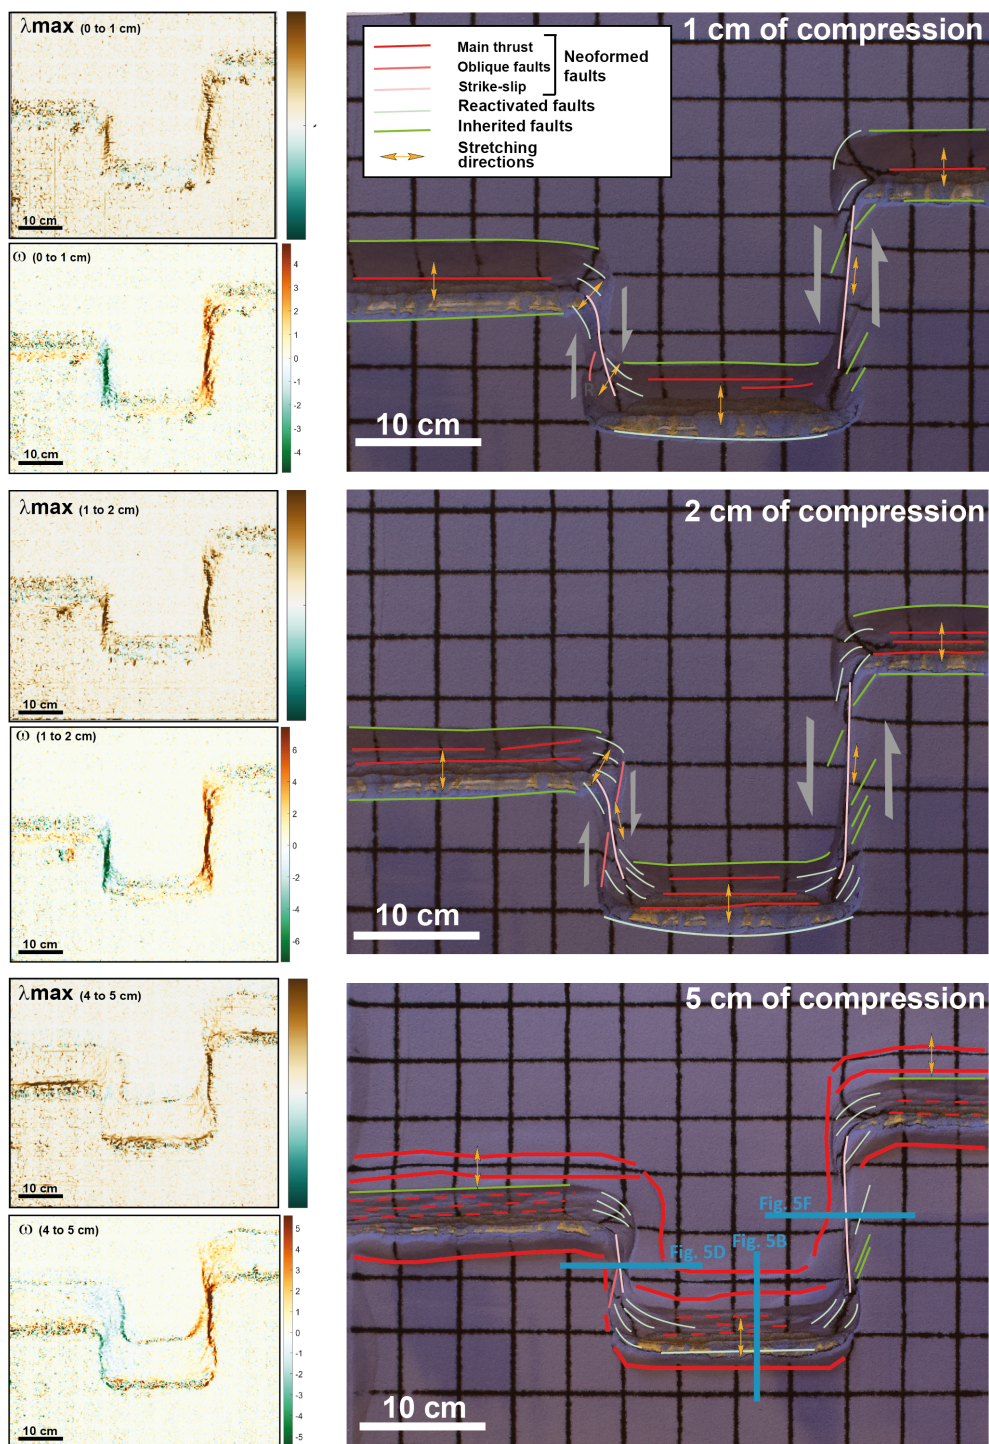 λmax (0 to 1 cm)
10 cm
ω (0 to 1 cm)
4
3
2
1
0
-1
-2
-3
-4
10 cm
1 cm of compression
Main thrust
Oblique faults
Strike-slip
Neoformed
faults
Reactivated faults
Inherited faults
Stretching
directions
R
10 cm
λmax (1 to 2 cm)
10 cm
ω (1 to 2 cm)
6
4
2
0
-2
-4
-6
10 cm
2 cm of compression
10 cm
λmax (4 to 5 cm)
10 cm
ω (4 to 5 cm)
5
4
3
2
1
0
-1
-2
-3
-4
-5
10 cm
5 cm of compression
Fig. 5F
Fig. 5D
Fig. 5B
10 cm